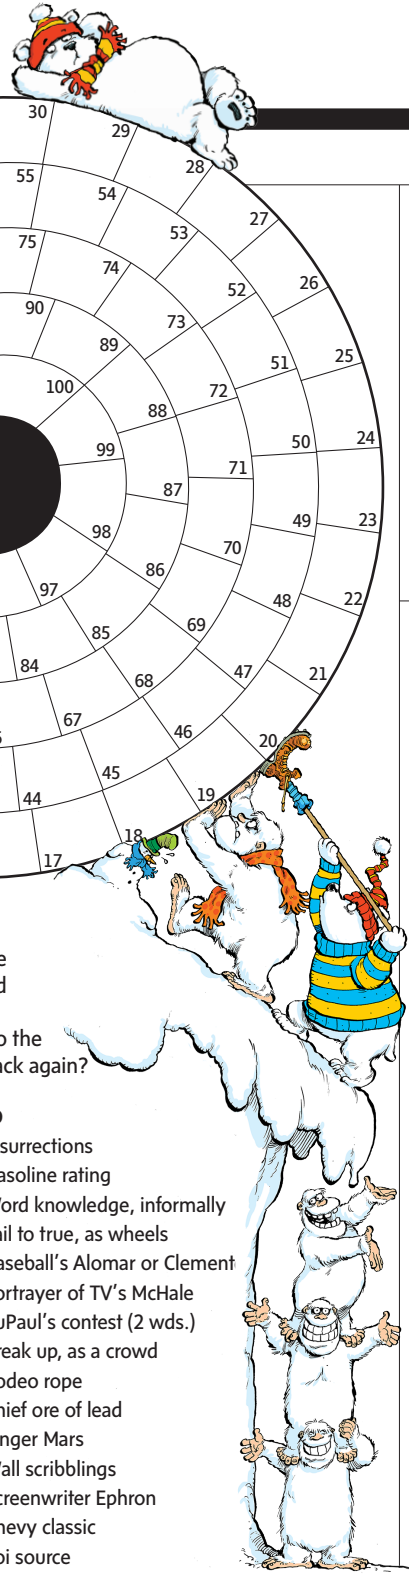 30
29
28
55
54
27
53
75
74
26
52
90
73
89
25
51
100
72
88
24
50
99
71
87
23
49
98
70
86
97
22
48
69
85
84
47
21
68
67
46
20
45
19
44
18
17
e
d
o the
ack again?
surrections
asoline rating
ord knowledge, informally
ail to true, as wheels
aseball's Alomar or Clement
ortrayer of TV's McHale
uPaul's contest (2 wds.)
reak up, as a crowd
odeo rope
hief ore of lead
inger Mars
all scribblings
creenwriter Ephron
hevy classic
oi source